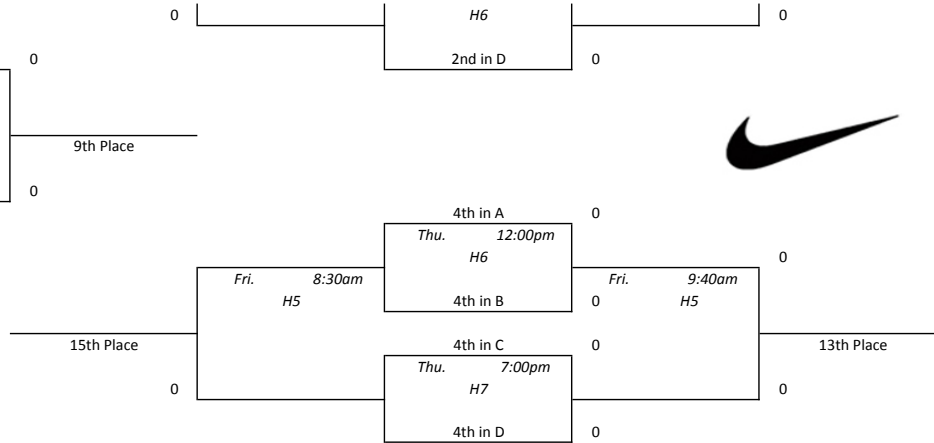 0 H6 0
0 2nd in D 0
9th Place
0
4th in A 0
Thu. 12:00pm
H6 0
Fri. 8:30am Fri. 9:40am
H5 4th in B 0 H5
15th Place 4th in C 0 13th Place
Thu. 7:00pm
0 H7 0
4th in D 0